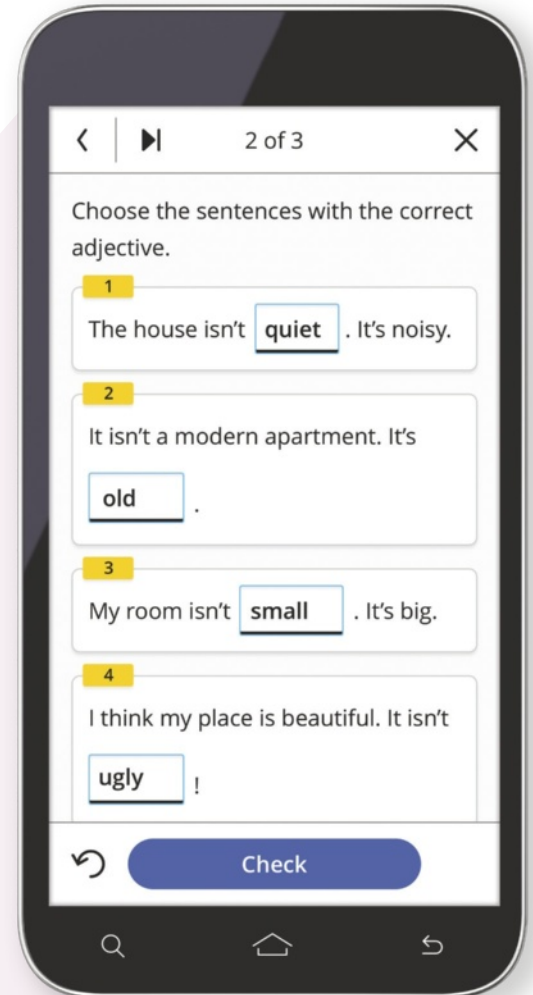 2 of 3
Choose the sentences with the correct
adjective.
1
The house isn’t quiet . It’s noisy.
2
It isn’t a modern apartment. It’s
old .
3
My room isn’t small . It’s big.
4
I think my place is beautiful. It isn’t
ugly !
Check